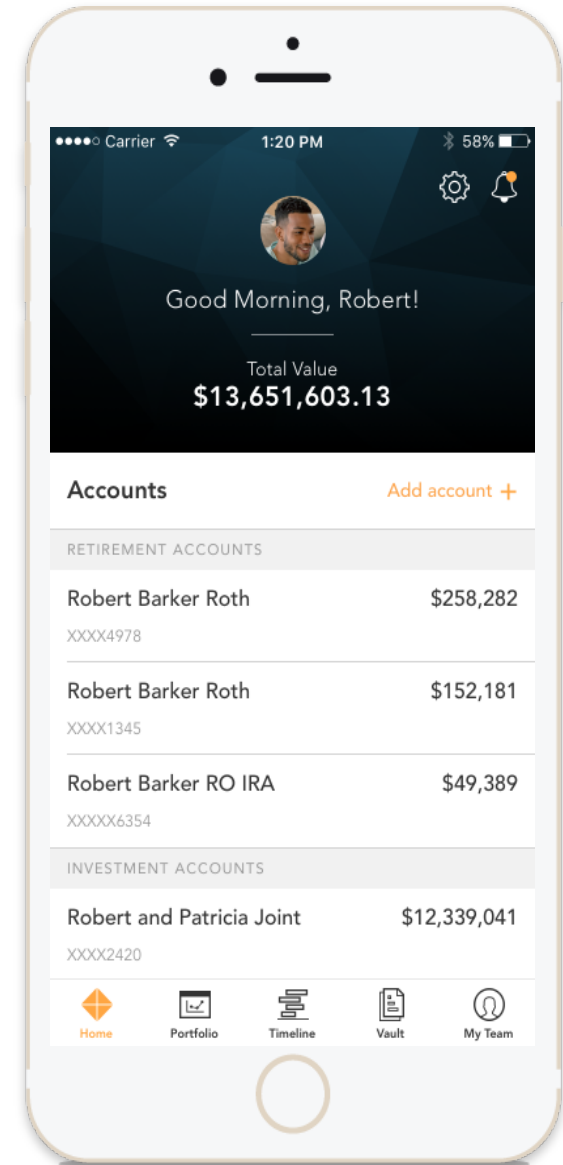 Carrier 1:20 PM 58%
Good Morning, Robert!
Total Value
$13,651,603.13
Accounts Add account +
RETIREMENT ACCOUNTS
Robert Barker Roth $258,282
XXXX4978
Robert Barker Roth $152,181
XXXX1345
Robert Barker RO IRA $49,389
XXXXX6354
INVESTMENT ACCOUNTS
Robert and Patricia Joint $12,339,041
XXXX2420
Home Portfolio Timeline Vault My Team